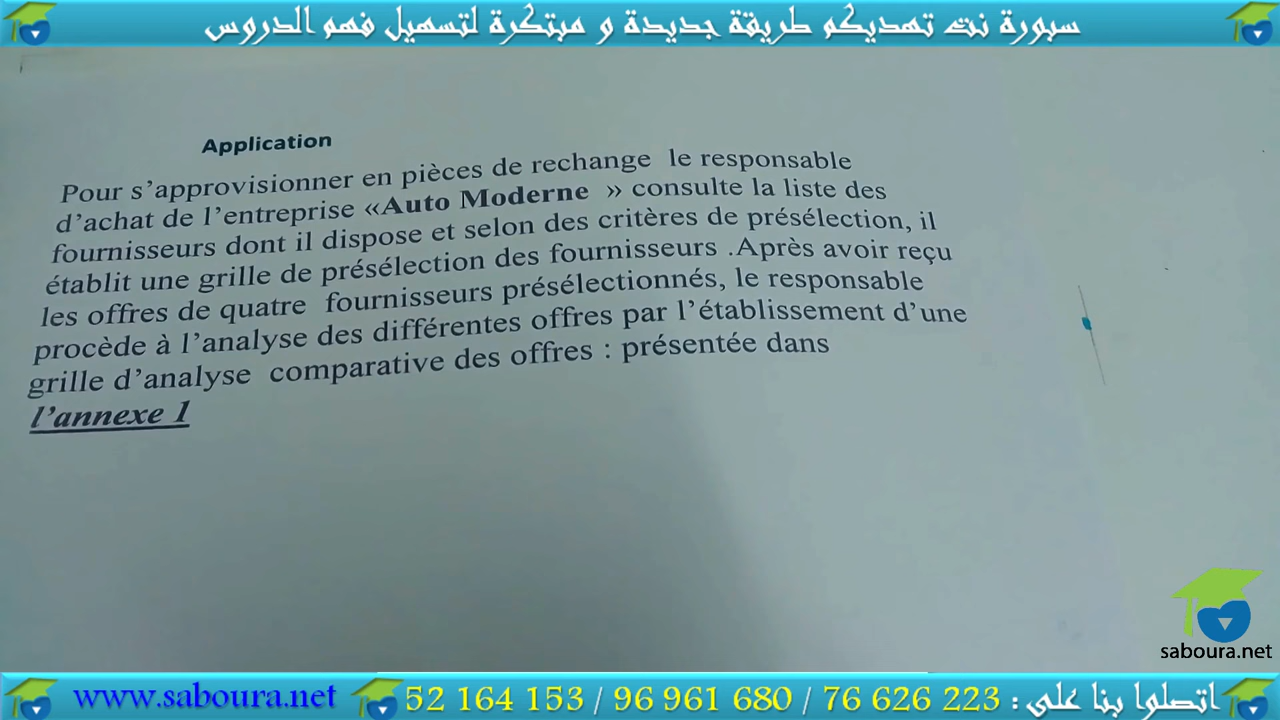 سبورة نت تهديكم طريقة جديدة و مبتكرة لتسهيل فهم الدروس
Application
Pour s’approvisionner en pièces de rechange le responsable
d’achat de l’entreprise «Auto Moderne » consulte la liste des
fournisseurs dont il dispose et selon des critères de présélection, il
établit une grille de présélection des fournisseurs .Après avoir reçu
les offres de quatre fournisseurs présélectionnés, le responsable
procède à l’analyse des différentes offres par l’établissement d’une
grille d’analyse comparative des offres : présentée dans
l’annexe 1
saboura.net
www.saboura.net
اتصلوا بنا على : 52 164 153 / 96 961 680 / 76 626 223